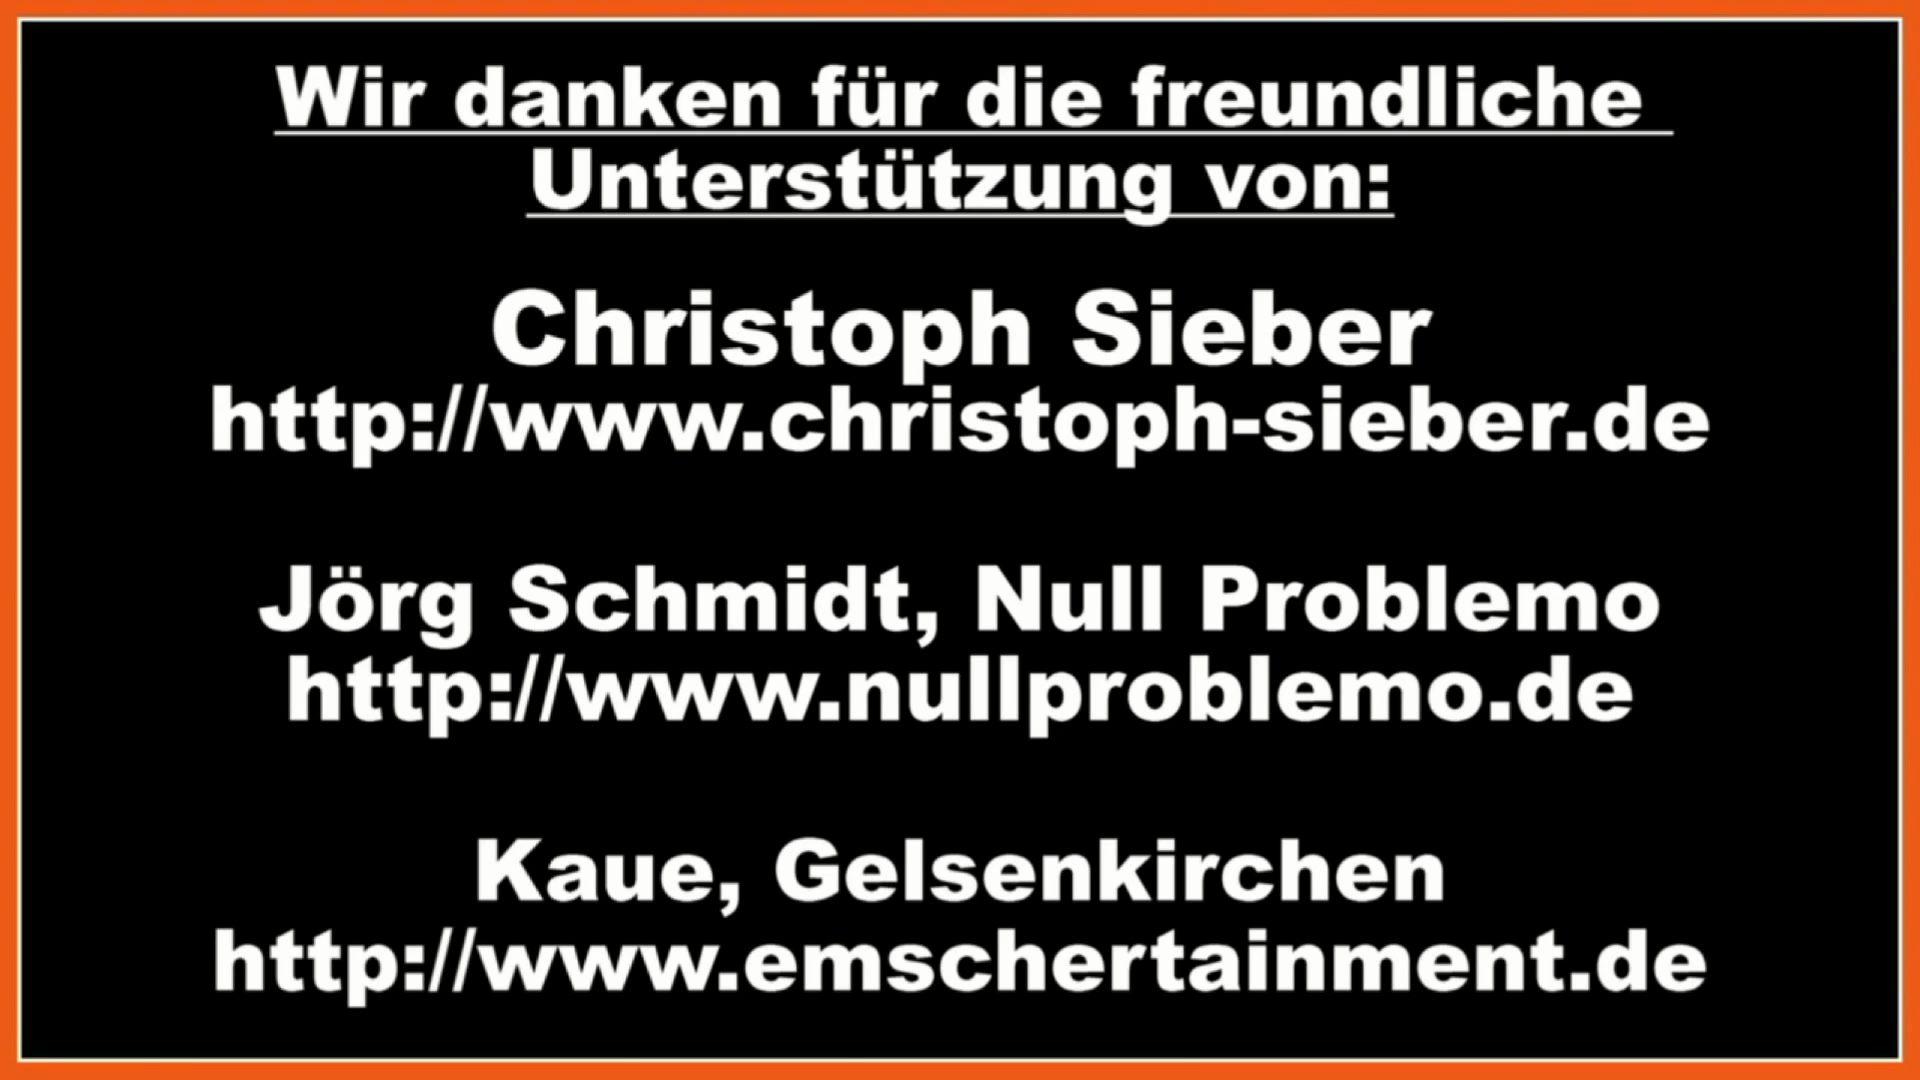 Wir danken für die freundliche
Unterstützung von:
Christoph Sieber
http://www.christoph-sieber.de
Jörg Schmidt, Null Problemo
http://www.nullproblemo.de
Kaue, Gelsenkirchen
http://www.emschertainment.de